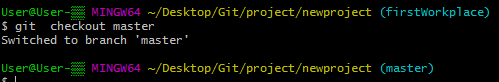 User@User-▒▒ MINGW64 ~/Desktop/Git/project/newproject (firstWorkplace)
$ git  checkout master
Switched to branch 'master'
User@User-▒▒ MINGW64 ~/Desktop/Git/project/newproject (master)
$